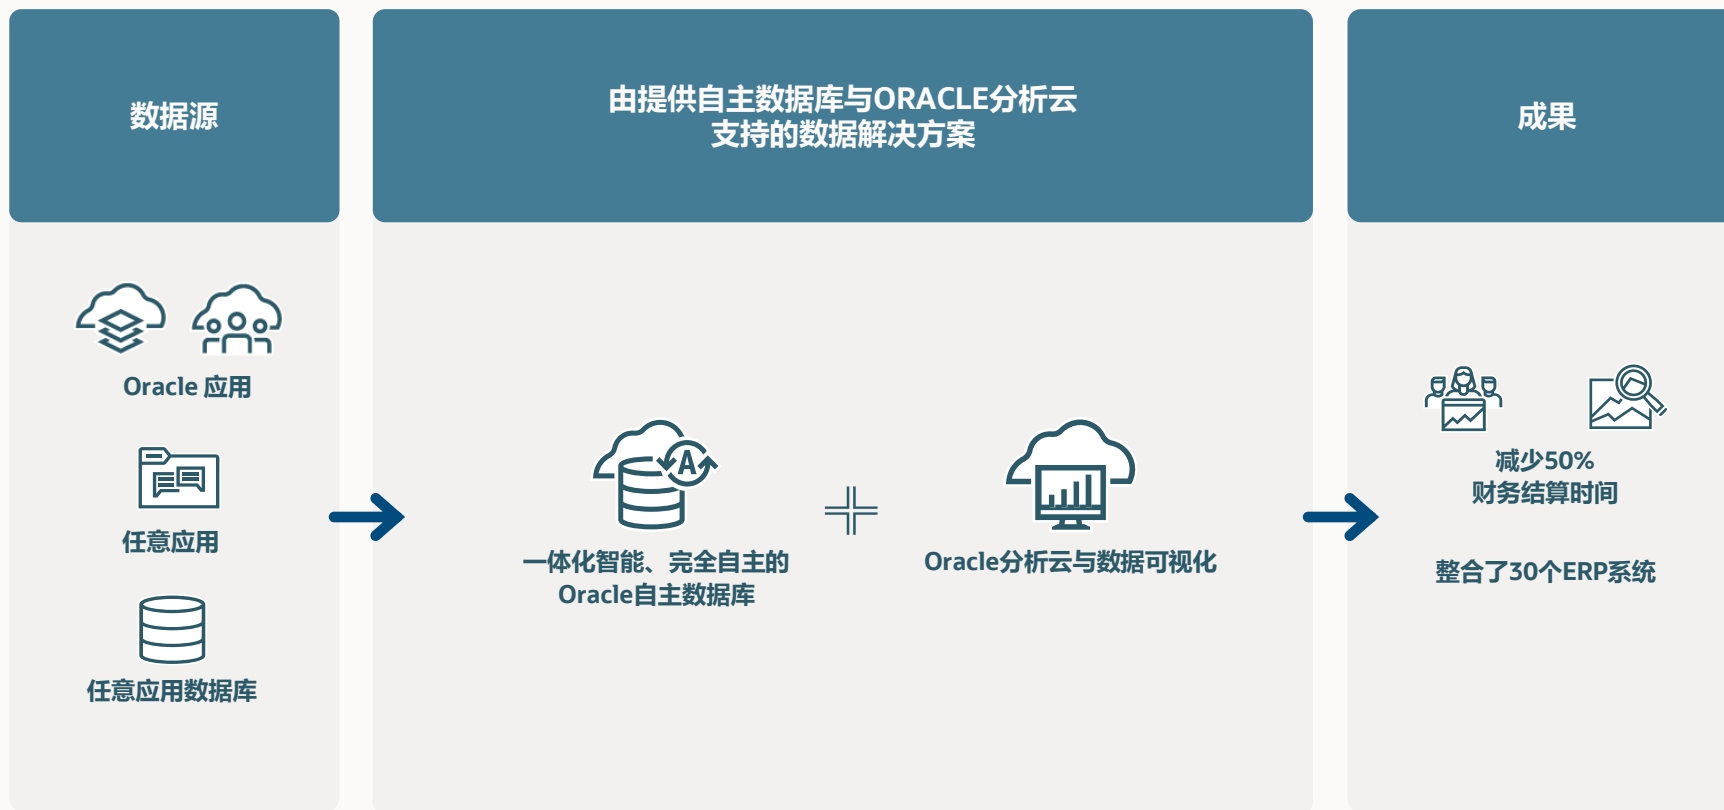 数据源
Oracle 应用
任意应用
任意应用数据库
由提供自主数据库与ORACLE分析云
支持的数据解决方案
A
一体化智能、完全自主的
Oracle自主数据库
Oracle分析云与数据可视化
成果
减少50%
财务结算时间
整合了30个ERP系统